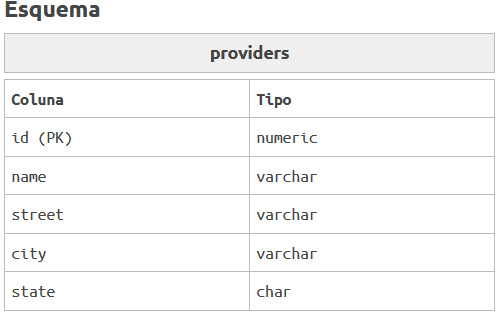 Esquema
providers
Coluna Tipo
id (PK) numeric
name varchar
street varchar
city varchar
state char